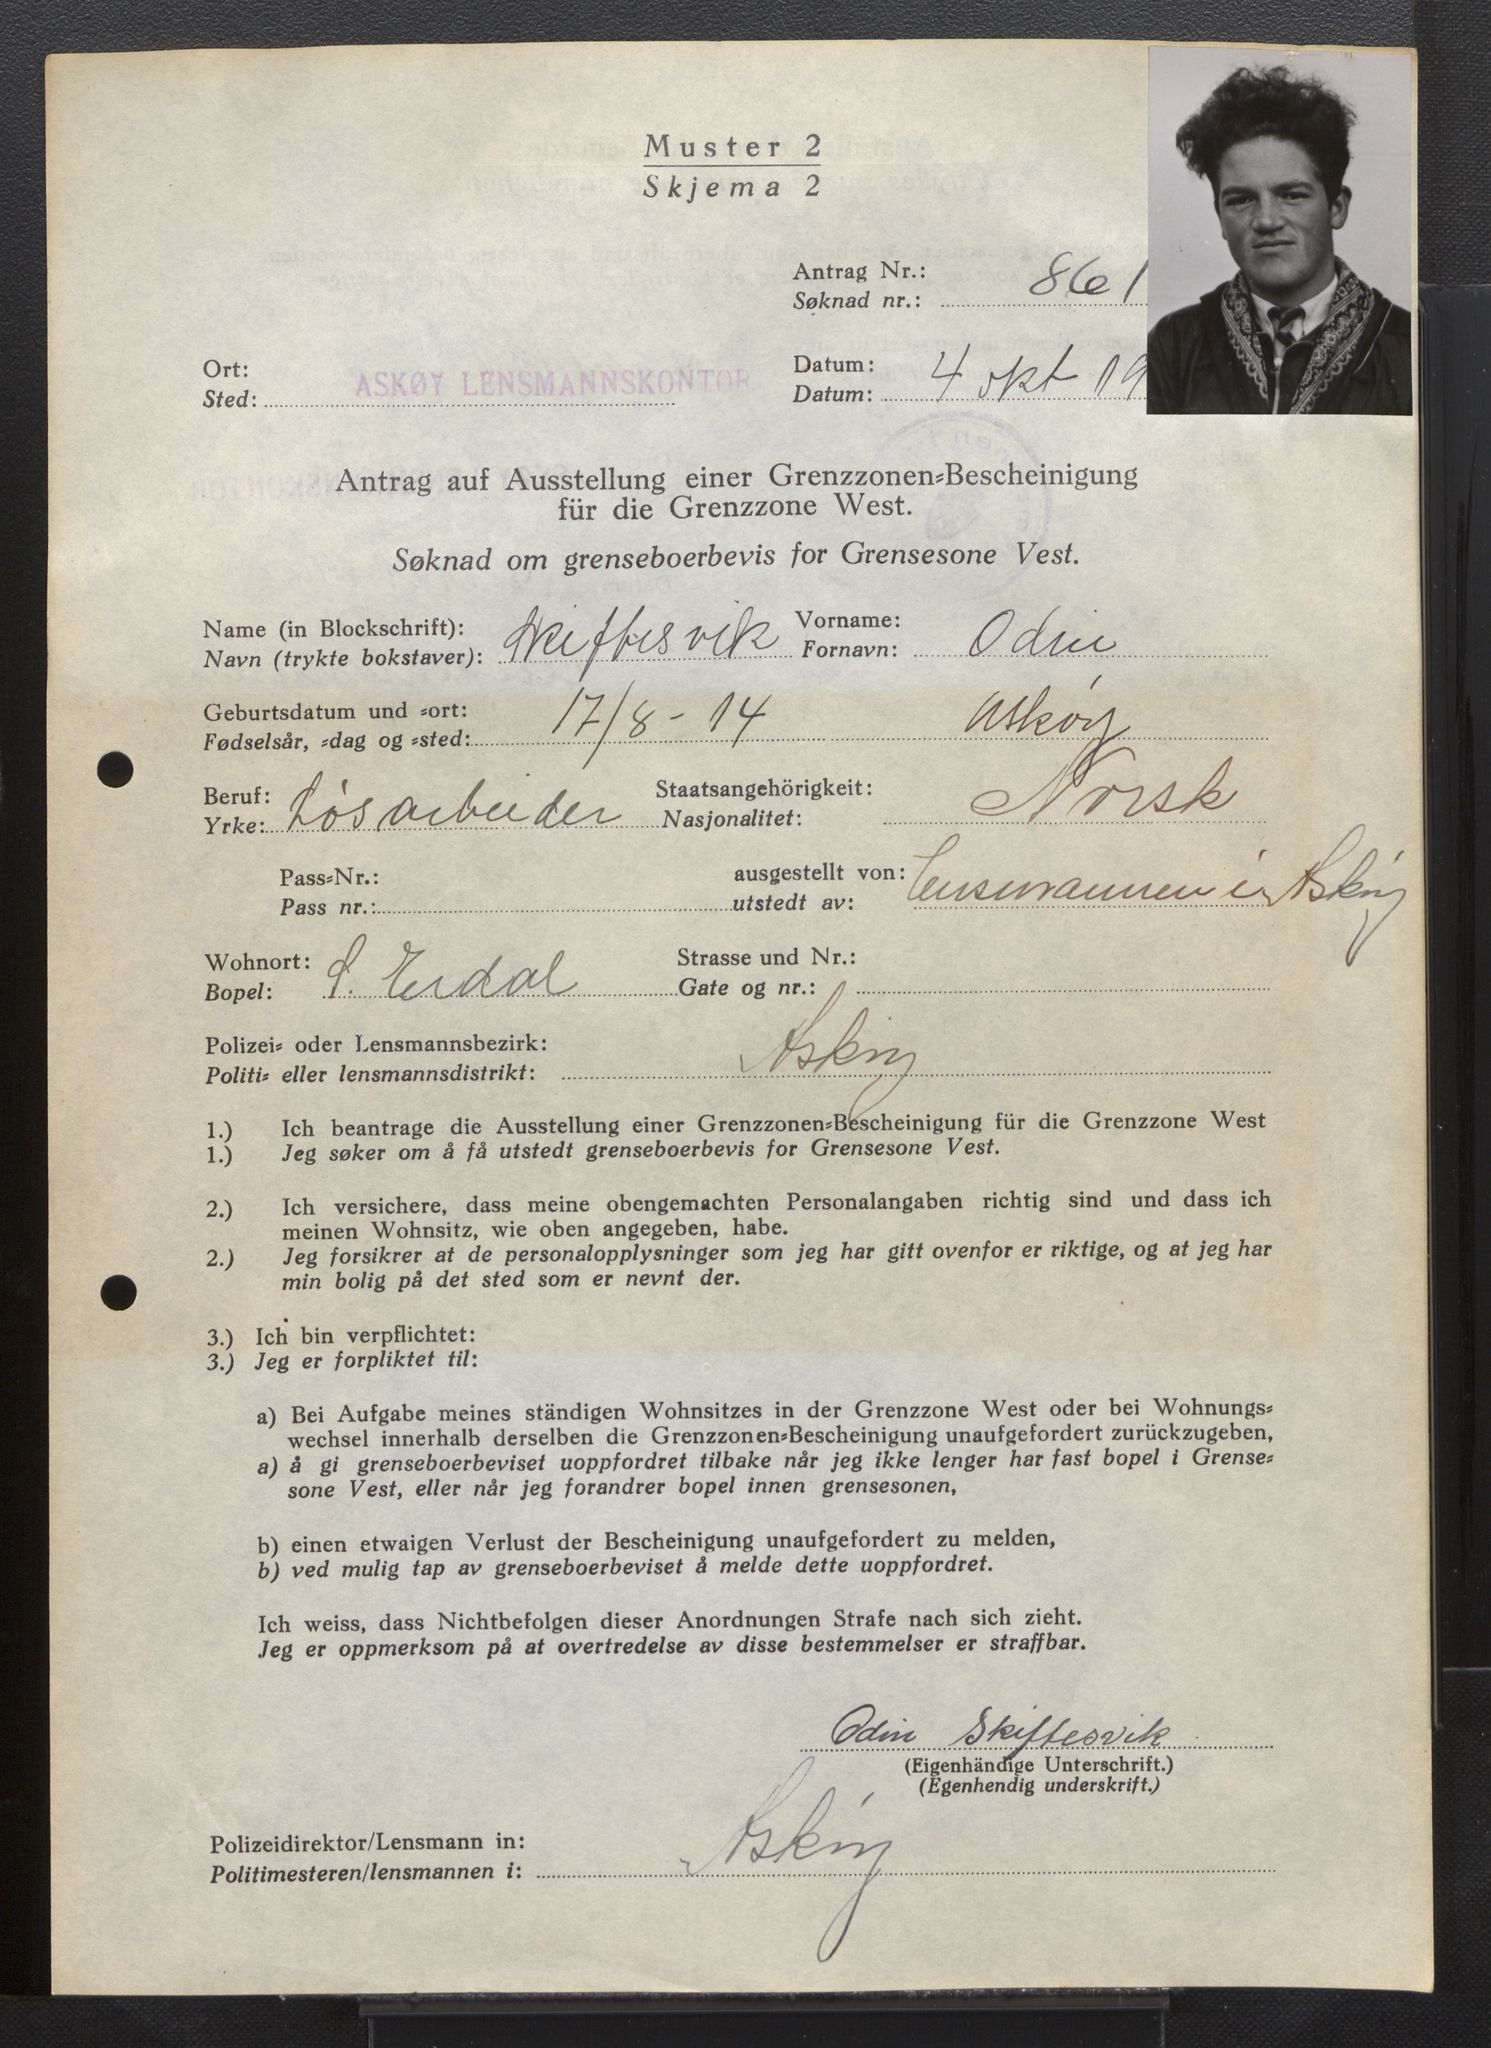 Muster 2
Skjema 2
Antrag Nr.:
Søknad nr.: 861
Ort:
Sted: ASKØY LENSMANNSKONTOR
Datum:
Datum: 4 okt 19
Antrag auf Ausstellung einer Grenzzonen-Bescheinigung
für die Grenzzone West.
Søknad om grenseboerbevis for Grensesone Vest.
Name (in Blockschrift): Vorname:
Navn (trykte bokstaver): Skiftesvik Fornavn: Odin
Geburtsdatum und -ort:
Fødselsår, -dag og -sted: 17/8-14 Askøy
Beruf: Staatsangehörigkeit:
Yrke: Løsarbeider Nasjonalitet: Norsk
Pass-Nr.: ausgestellt von:
Pass nr.: utstedt av: Lensmannen i Askøy
Wohnort: Strasse und Nr.:
Bopel: S. Erdal Gate og nr.:
Polizei- oder Lensmannsbezirk:
Politi- eller lensmannsdistrikt: Askøy
1.) Ich beantrage die Ausstellung einer Grenzzonen-Bescheinigung für die Grenzzone West
1.) Jeg søker om å få utstedt grenseboerbevis for Grensesone Vest.
2.) Ich versichere, dass meine obengemachten Personalangaben richtig sind und dass ich
meinen Wohnsitz, wie oben angegeben, habe.
2.) Jeg forsikrer at de personalopplysninger som jeg har gitt ovenfor er riktige, og at jeg har
min bolig på det sted som er nevnt der.
3.) Ich bin verpflichtet:
3.) Jeg er forpliktet til:
a) Bei Aufgabe meines ständigen Wohnsitzes in der Grenzzone West oder bei Wohnungs-
wechsel innerhalb derselben die Grenzzonen-Bescheinigung unaufgefordert zurückzugeben,
a) å gi grenseboerbeviset uoppfordret tilbake når jeg ikke lenger har fast bopel i Grense-
sone Vest, eller når jeg forandrer bopel innen grensesonen,
b) einen etwaigen Verlust der Bescheinigung unaufgefordert zu melden,
b) ved mulig tap av grenseboerbeviset å melde dette uoppfordret.
Ich weiss, dass Nichtbefolgen dieser Anordnungen Strafe nach sich zieht.
Jeg er oppmerksom på at overtredelse av disse bestemmelser er straffbar.
Odin Skiftesvik
(Eigenhändige Unterschrift.)
(Egenhendig underskrift.)
Polizeidirektor/Lensmann in:
Politimesteren/lensmannen i: Askøy